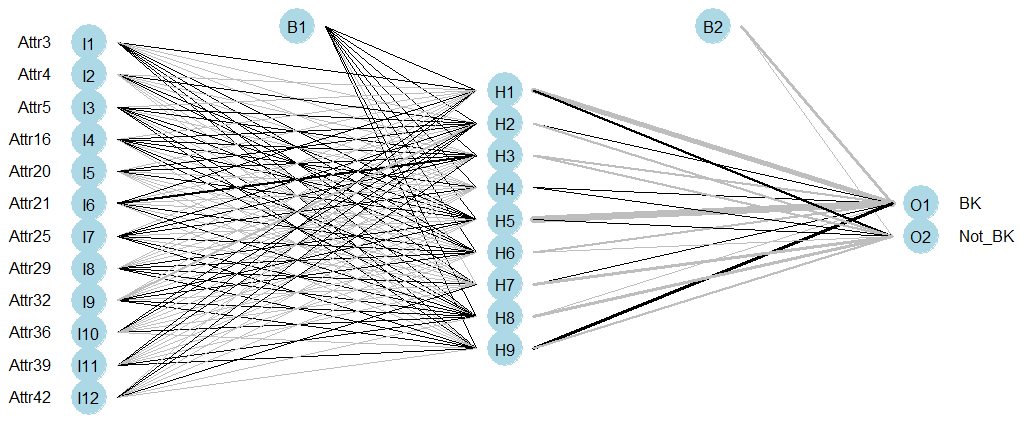 B1
B2
Attr3 I1
Attr4 I2
Attr5 I3
Attr16 I4
Attr20 I5
Attr21 I6
Attr25 I7
Attr29 I8
Attr32 I9
Attr36 I10
Attr39 I11
Attr42 I12
H1
H2
H3
H4
H5
H6
H7
H8
H9
O1 BK
O2 Not_BK